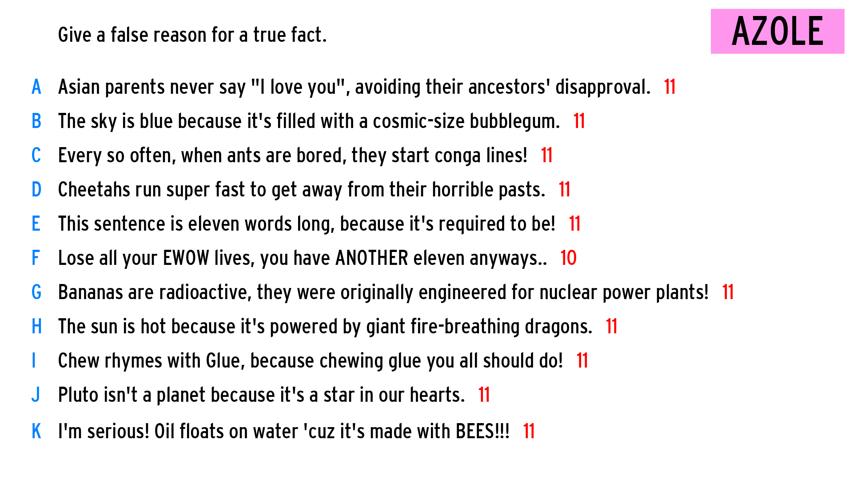 Give a false reason for a true fact.
AZOLE
A Asian parents never say "I love you", avoiding their ancestors' disapproval. 11
B The sky is blue because it's filled with a cosmic-size bubblegum. 11
C Every so often, when ants are bored, they start conga lines! 11
D Cheetahs run super fast to get away from their horrible pasts. 11
E This sentence is eleven words long, because it's required to be! 11
F Lose all your EWOW lives, you have ANOTHER eleven anyways.. 10
G Bananas are radioactive, they were originally engineered for nuclear power plants! 11
H The sun is hot because it's powered by giant fire-breathing dragons. 11
I Chew rhymes with Glue, because chewing glue you all should do! 11
J Pluto isn't a planet because it's a star in our hearts. 11
K I'm serious! Oil floats on water 'cuz it's made with BEES!!! 11